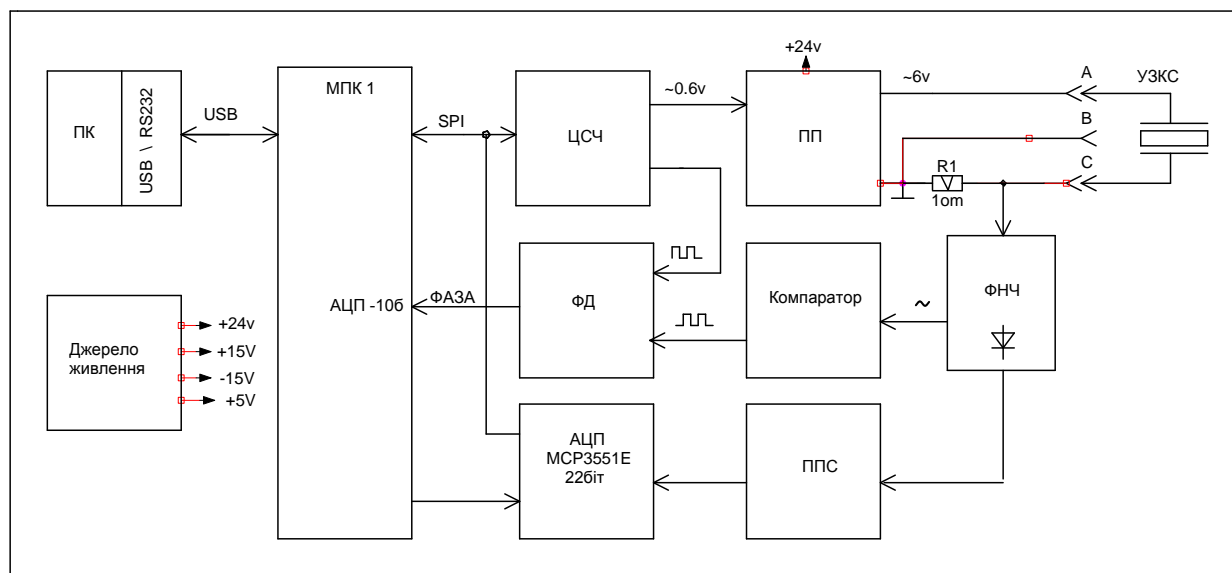 +24v
ПК
USB \ RS232
USB
МПК 1
SPI
ЦСЧ
~0.6v
ПП
~6v
A
B
C
УЗКС
R1
1om
АЦП -10б
ФАЗА
ФД
Компаратор
~
ФНЧ
Джерело
живлення
+24v
+15V
-15V
+5V
АЦП
MCP3551E
22біт
ППС